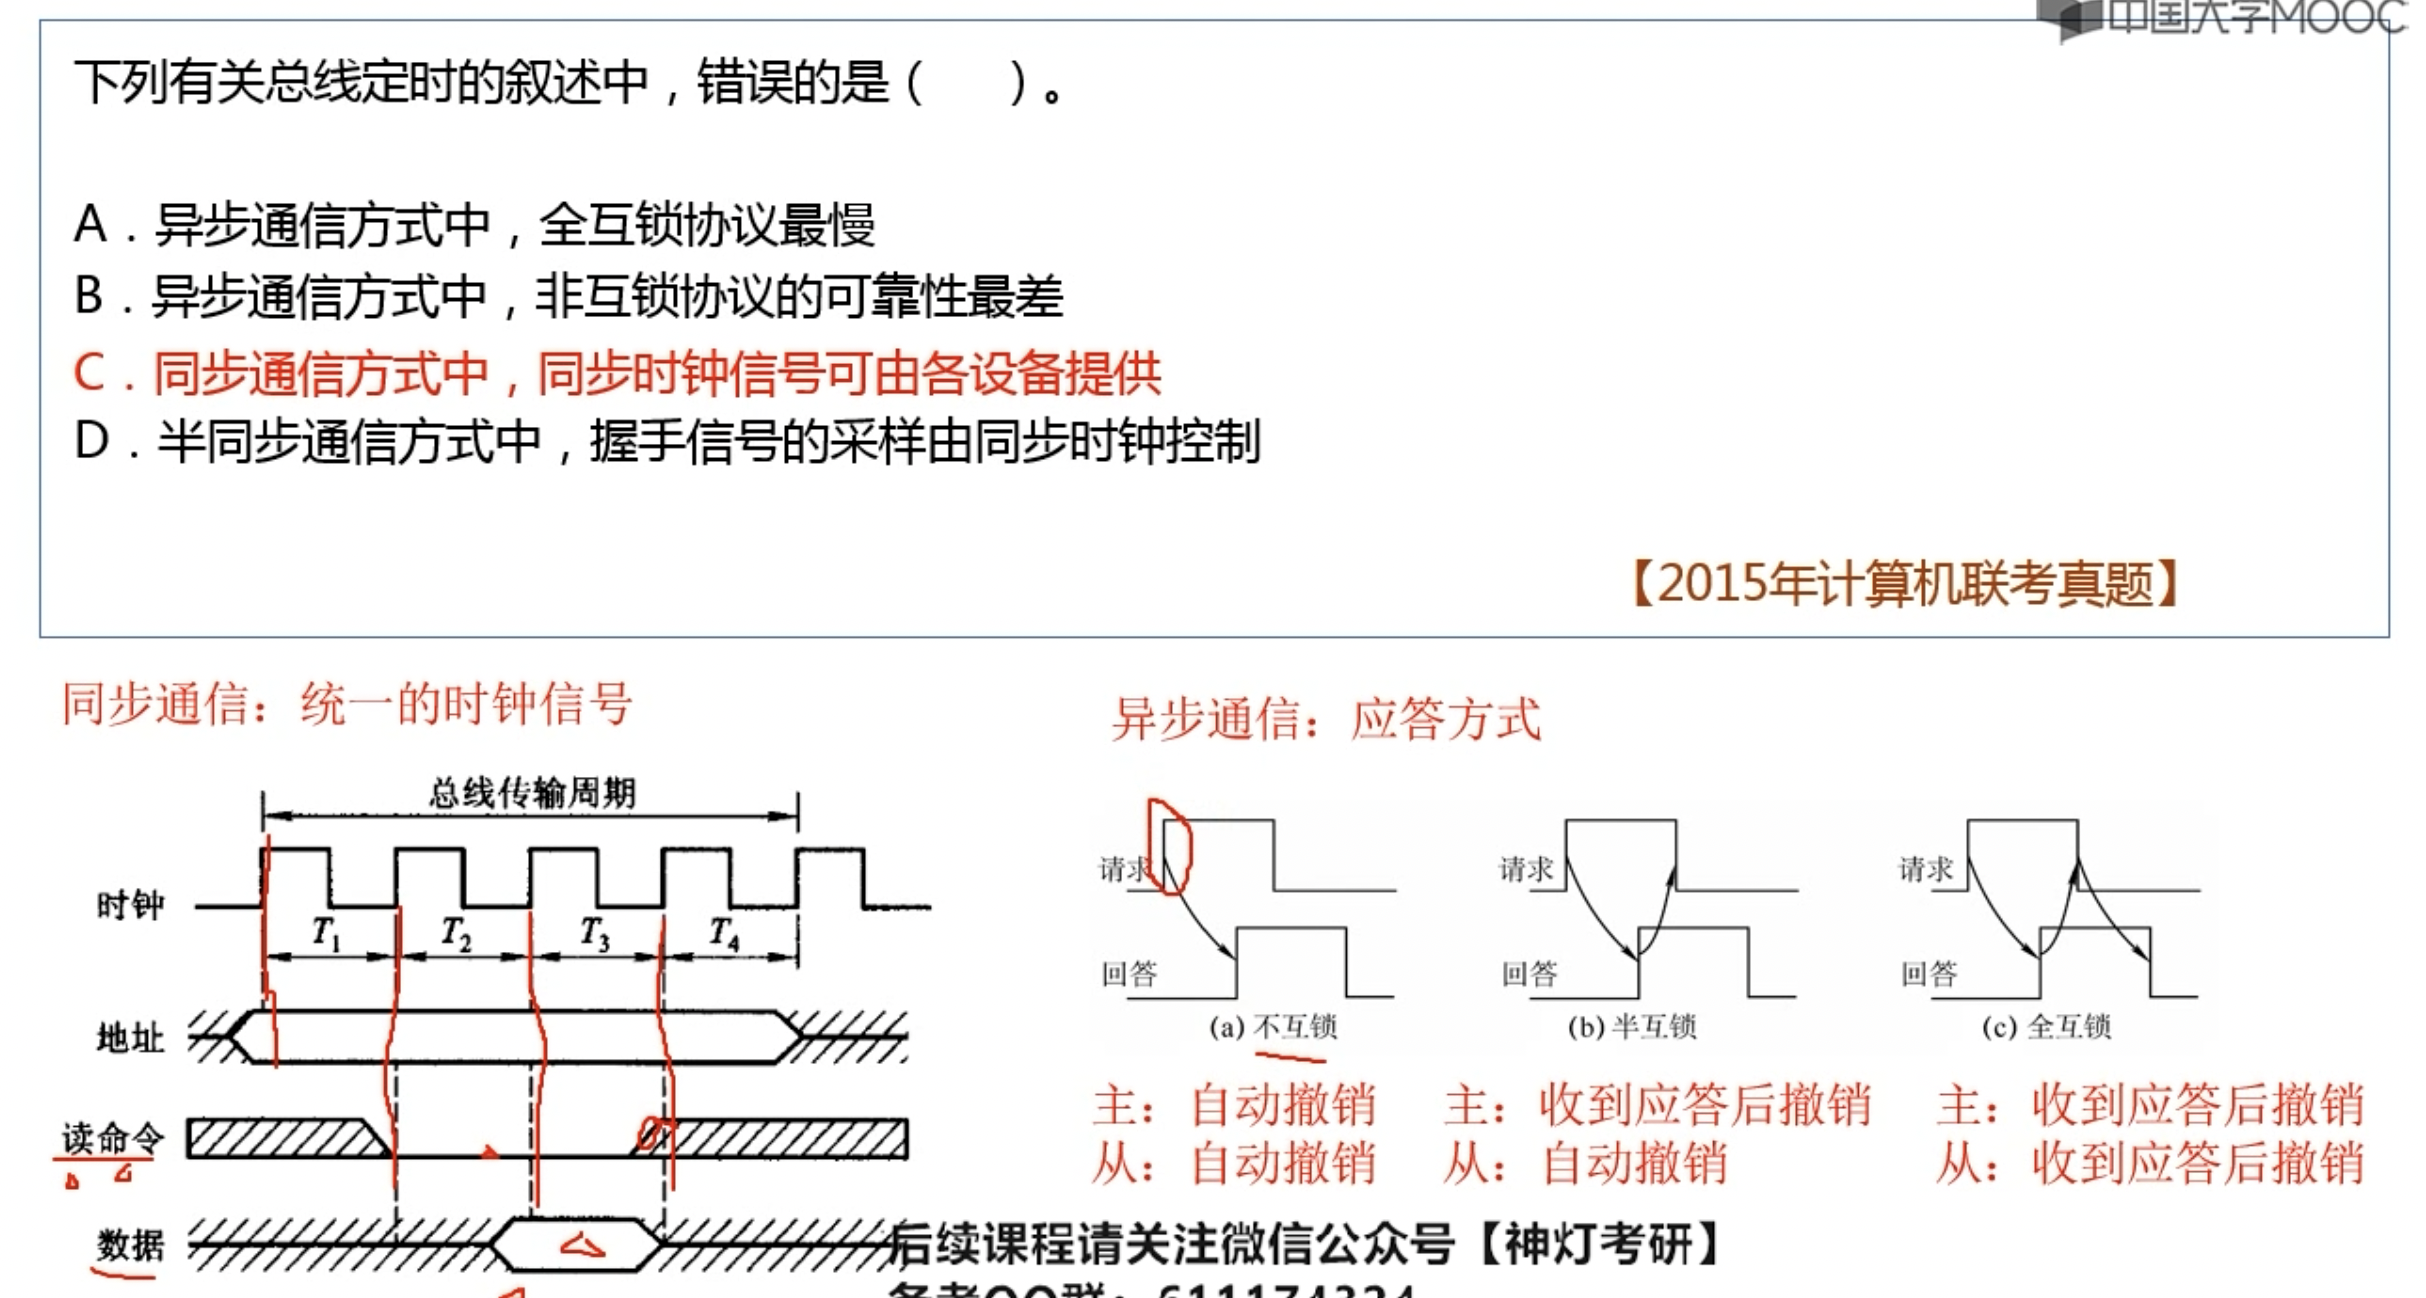 中国大学MOOC
下列有关总线定时的叙述中，错误的是（　　）。
A．异步通信方式中，全互锁协议最慢
B．异步通信方式中，非互锁协议的可靠性最差
C．同步通信方式中，同步时钟信号可由各设备提供
D．半同步通信方式中，握手信号的采样由同步时钟控制
【2015年计算机联考真题】
同步通信：统一的时钟信号
异步通信：应答方式
总线传输周期
时钟
T1 T2 T3 T4
地址
读命令
数据
请求 请求 请求
回答 回答 回答
(a) 不互锁 (b) 半互锁 (c) 全互锁
主：自动撤销 主：收到应答后撤销 主：收到应答后撤销
从：自动撤销 从：自动撤销 从：收到应答后撤销
后续课程请关注微信公众号【神灯考研】
备考QQ群：611174324